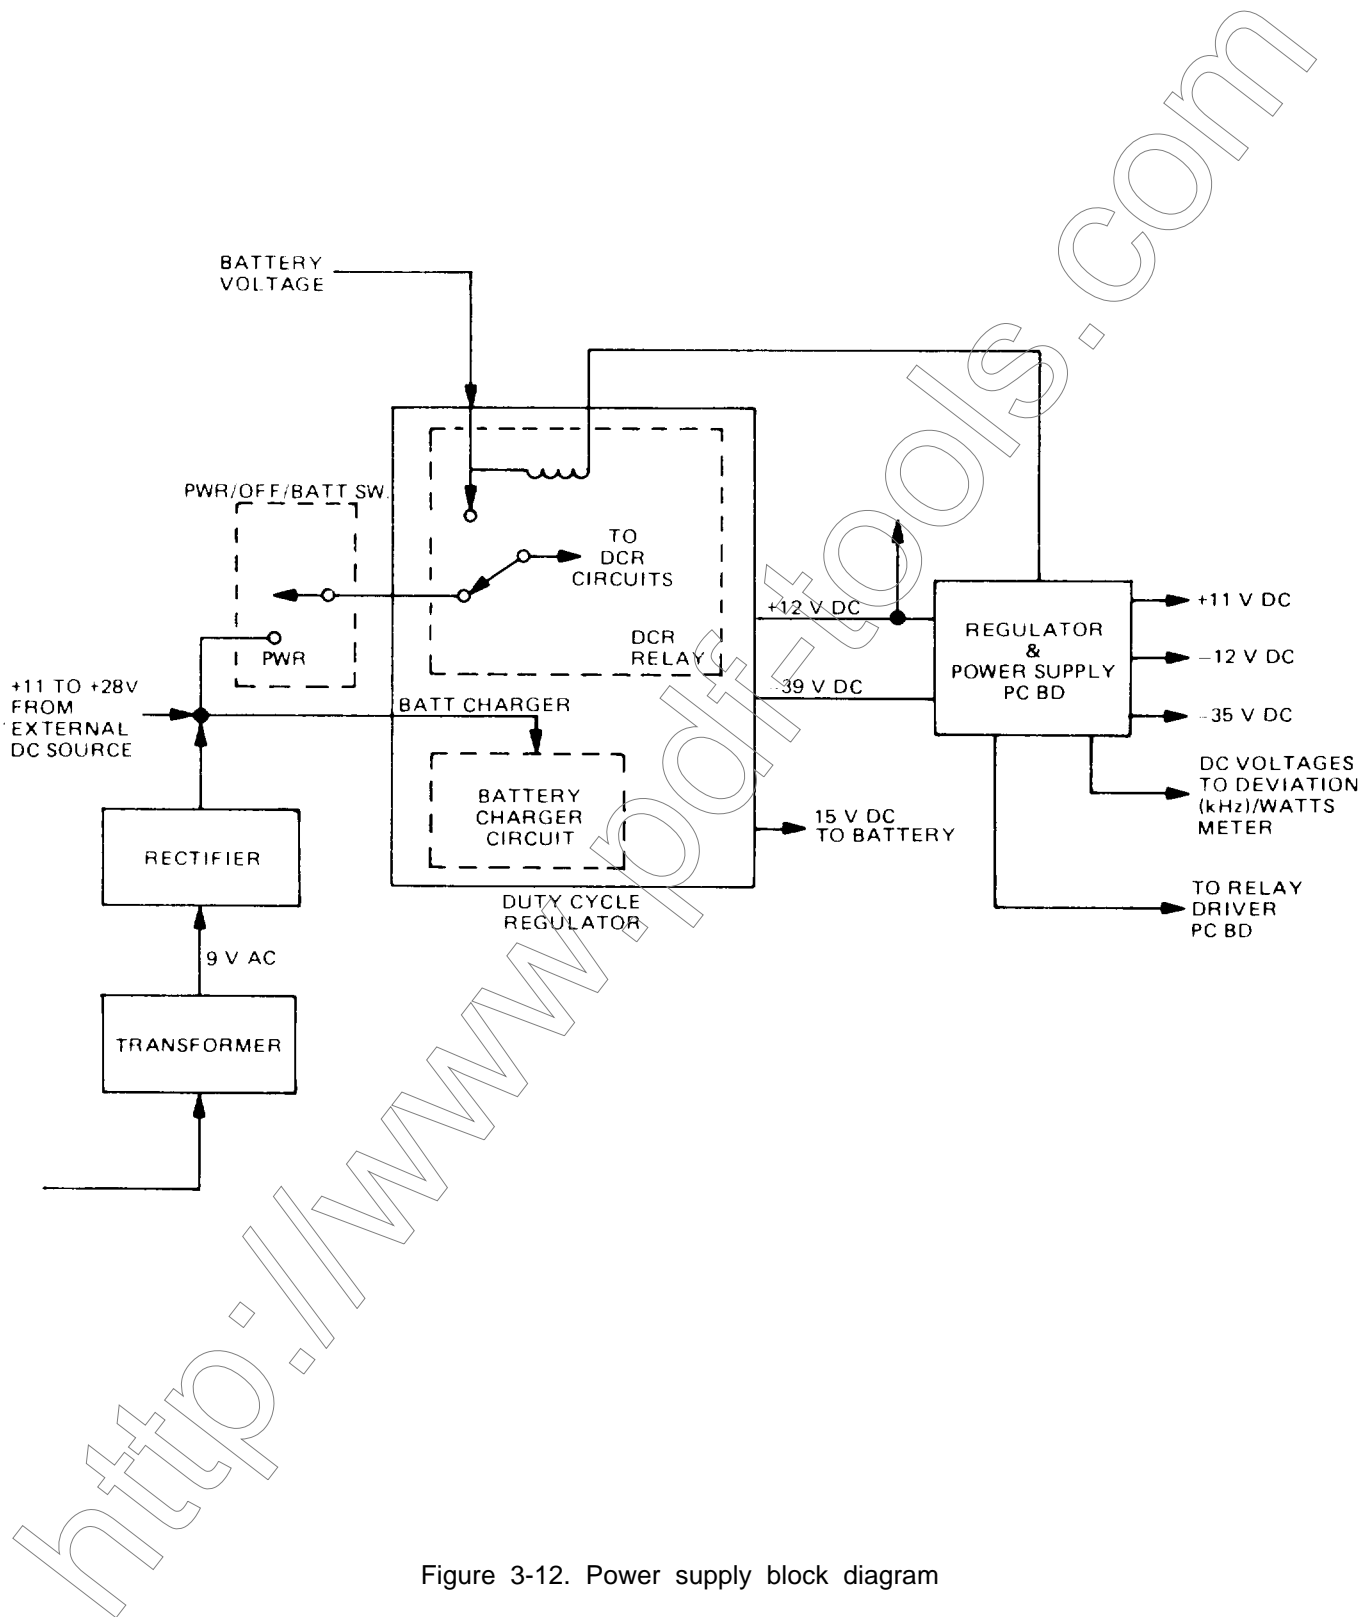 BATTERY
VOLTAGE
PWR/OFF/BATT SW.
TO
DCR
CIRCUITS
+12 V DC
DCR
RELAY
PWR
REGULATOR
&
POWER SUPPLY
PC BD
+11 V DC
–12 V DC
–35 V DC
+11 TO +28V
FROM
EXTERNAL
DC SOURCE
–39 V DC
BATT CHARGER
BATTERY
CHARGER
CIRCUIT
15 V DC
TO BATTERY
DC VOLTAGES
TO DEVIATION
(kHz)/WATTS
METER
RECTIFIER
DUTY CYCLE
REGULATOR
TO RELAY
DRIVER
PC BD
9 V AC
TRANSFORMER
http://www.pdf-tools.com
Figure 3-12. Power supply block diagram